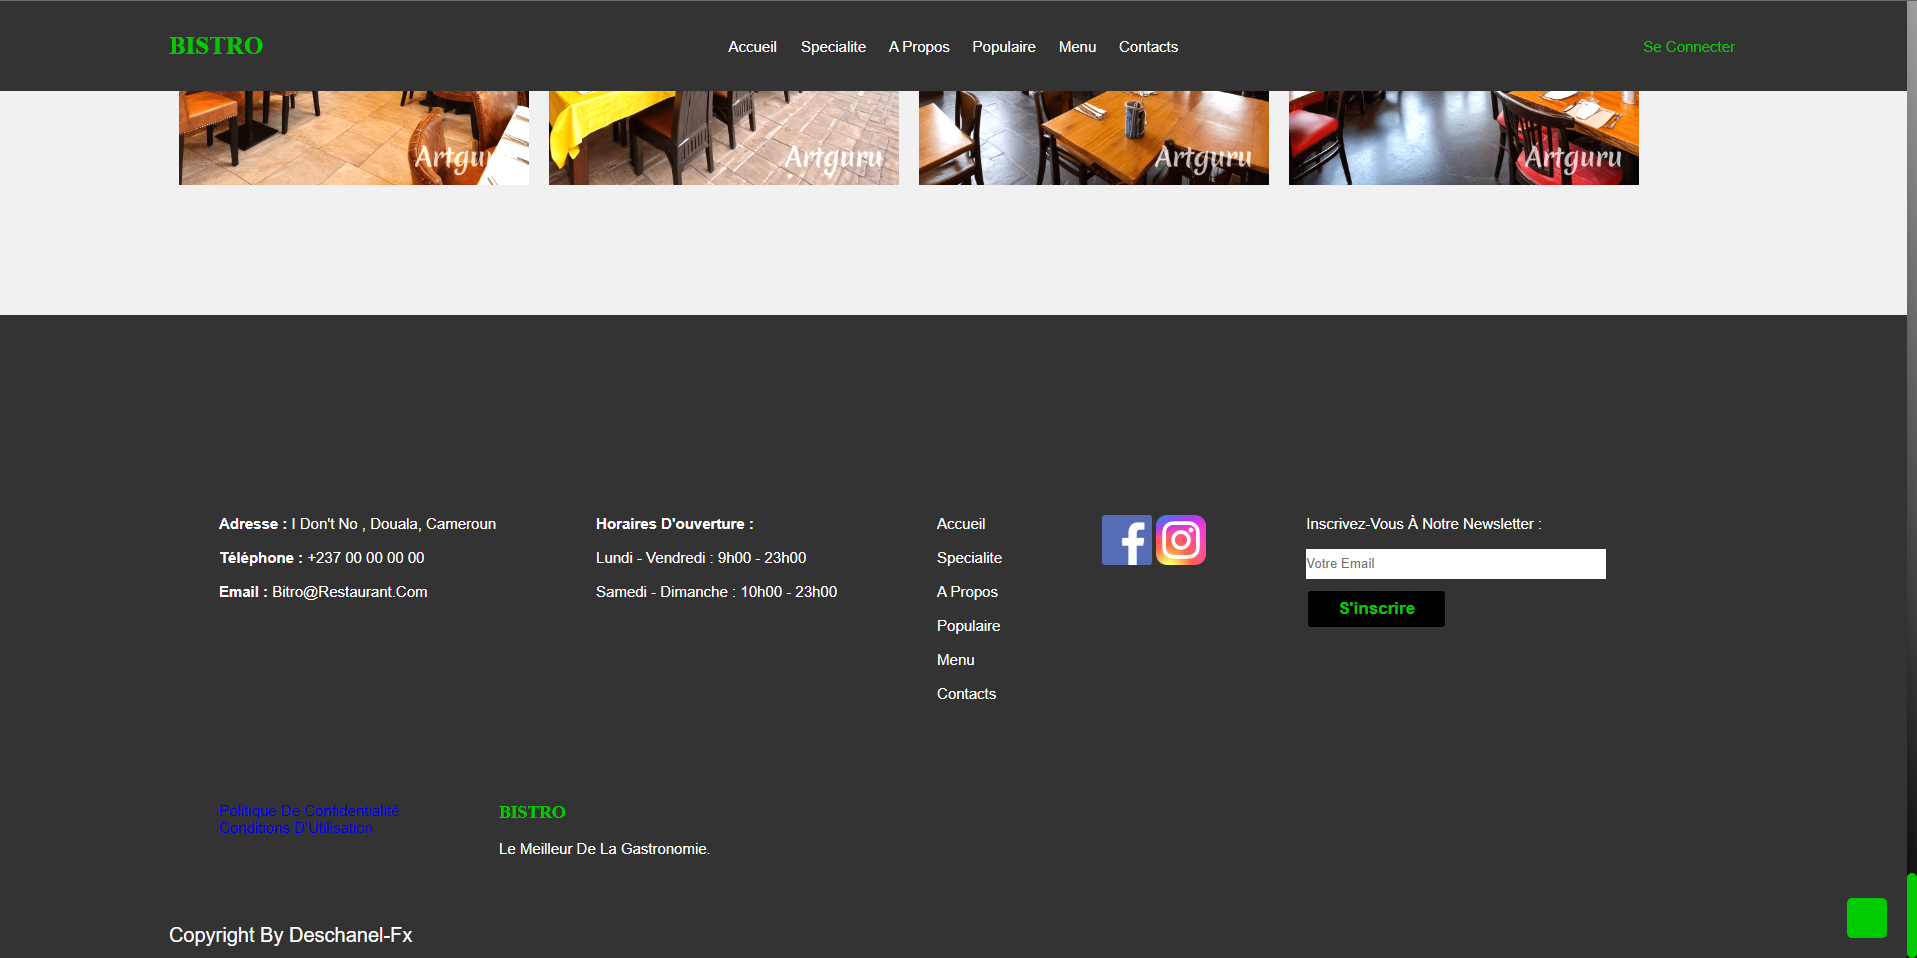 BISTRO
Accueil Specialite A Propos Populaire Menu Contacts
Se Connecter
Artgu
Artguru
Artguru
Artguru
Adresse : I Don't No , Douala, Cameroun
Téléphone : +237 00 00 00 00
Email : Bitro@Restaurant.Com
Horaires D'ouverture :
Lundi - Vendredi : 9h00 - 23h00
Samedi - Dimanche : 10h00 - 23h00
Accueil
Specialite
A Propos
Populaire
Menu
Contacts
Inscrivez-Vous À Notre Newsletter :
Votre Email
S'inscrire
Politique De Confidentialité
Conditions D'Utilisation
BISTRO
Le Meilleur De La Gastronomie.
Copyright By Deschanel-Fx